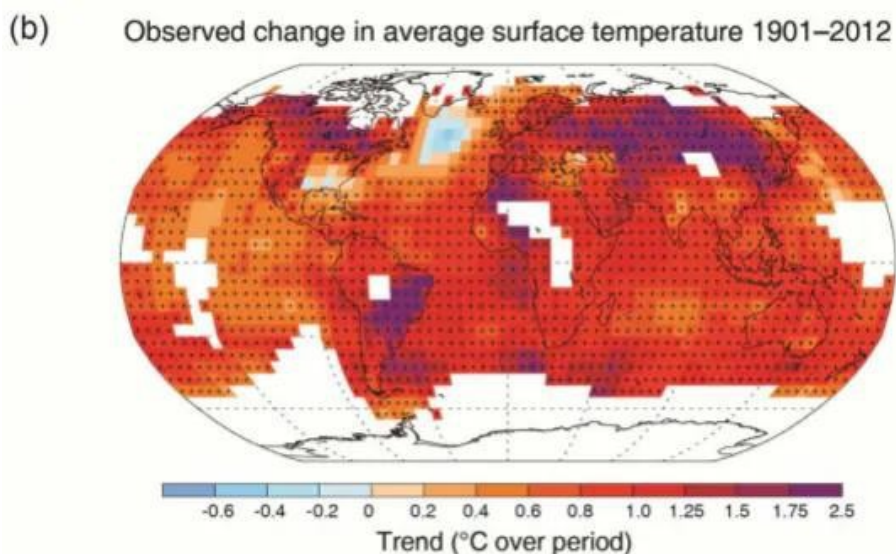 (b) Observed change in average surface temperature 1901–2012
-0.6 -0.4 -0.2 0 0.2 0.4 0.6 0.8 1.0 1.25 1.5 1.75 2.5
Trend (°C over period)